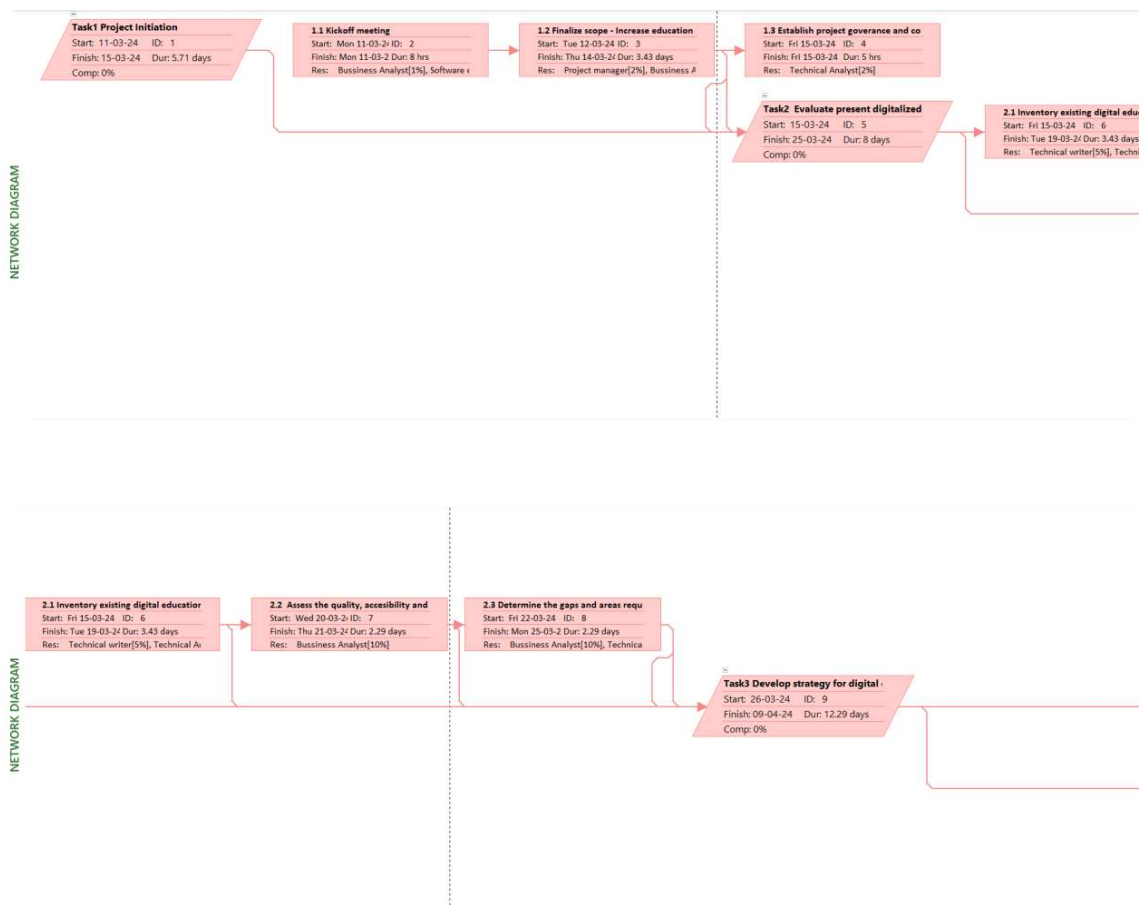 NETWORK DIAGRAM
Task1 Project Initiation
Start: 11-03-24 ID: 1
Finish: 15-03-24 Dur: 5.71 days
Comp: 0%
1.1 Kickoff meeting
Start: Mon 11-03-24 ID: 2
Finish: Mon 11-03-2 Dur: 8 hrs
Res: Bussiness Analyst[1%], Software e
1.2 Finalize scope - Increase education
Start: Tue 12-03-24 ID: 3
Finish: Thu 14-03-24 Dur: 3.43 days
Res: Project manager[2%], Bussiness A
1.3 Establish project goverance and co
Start: Fri 15-03-24 ID: 4
Finish: Fri 15-03-24 Dur: 5 hrs
Res: Technical Analyst[2%]
Task2 Evaluate present digitalized
Start: 15-03-24 ID: 5
Finish: 25-03-24 Dur: 8 days
Comp: 0%
2.1 Inventory existing digital educ
Start: Fri 15-03-24 ID: 6
Finish: Tue 19-03-24 Dur: 3.43 days
Res: Technical writer[5%], Techni
NETWORK DIAGRAM
2.1 Inventory existing digital education
Start: Fri 15-03-24 ID: 6
Finish: Tue 19-03-24 Dur: 3.43 days
Res: Technical writer[5%], Technical An
2.2 Assess the quality, accesibility and
Start: Wed 20-03-24 ID: 7
Finish: Thu 21-03-24 Dur: 2.29 days
Res: Bussiness Analyst[10%]
2.3 Determine the gaps and areas requ
Start: Fri 22-03-24 ID: 8
Finish: Mon 25-03-2 Dur: 2.29 days
Res: Bussiness Analyst[10%], Technica
Task3 Develop strategy for digital
Start: 26-03-24 ID: 9
Finish: 09-04-24 Dur: 12.29 days
Comp: 0%